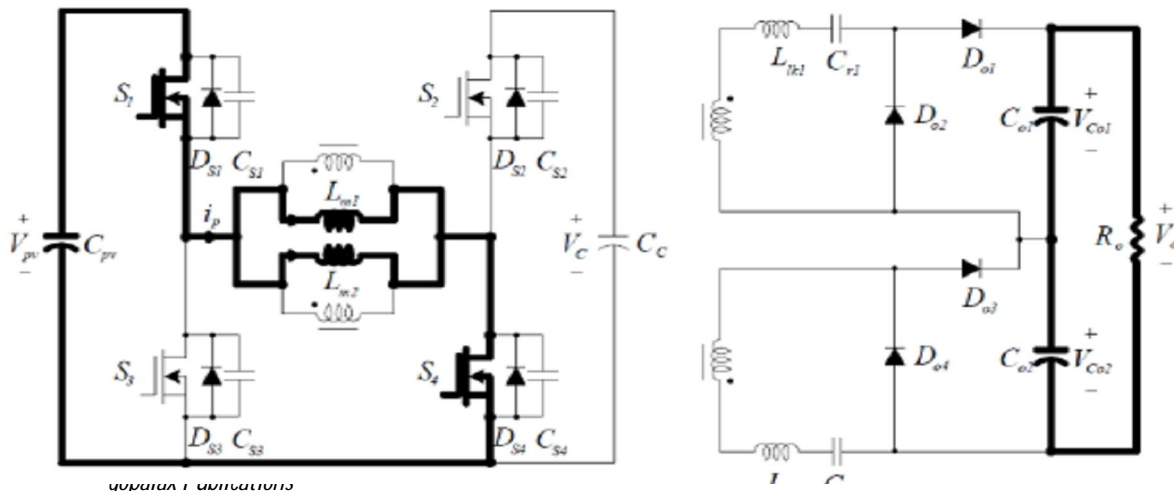 S1
S2
DS1 CS1
DS2 CS2
Lm1
ip
+
Vpv
−
Cpv
+
VC
−
CC
Lm2
S3
S4
DS3 CS3
DS4 CS4
Llk1
Cr1
Do1
Do2
Co1
+
VCo1
−
Ro
+
−
Do3
Do4
Co2
+
VCo2
−
Publications